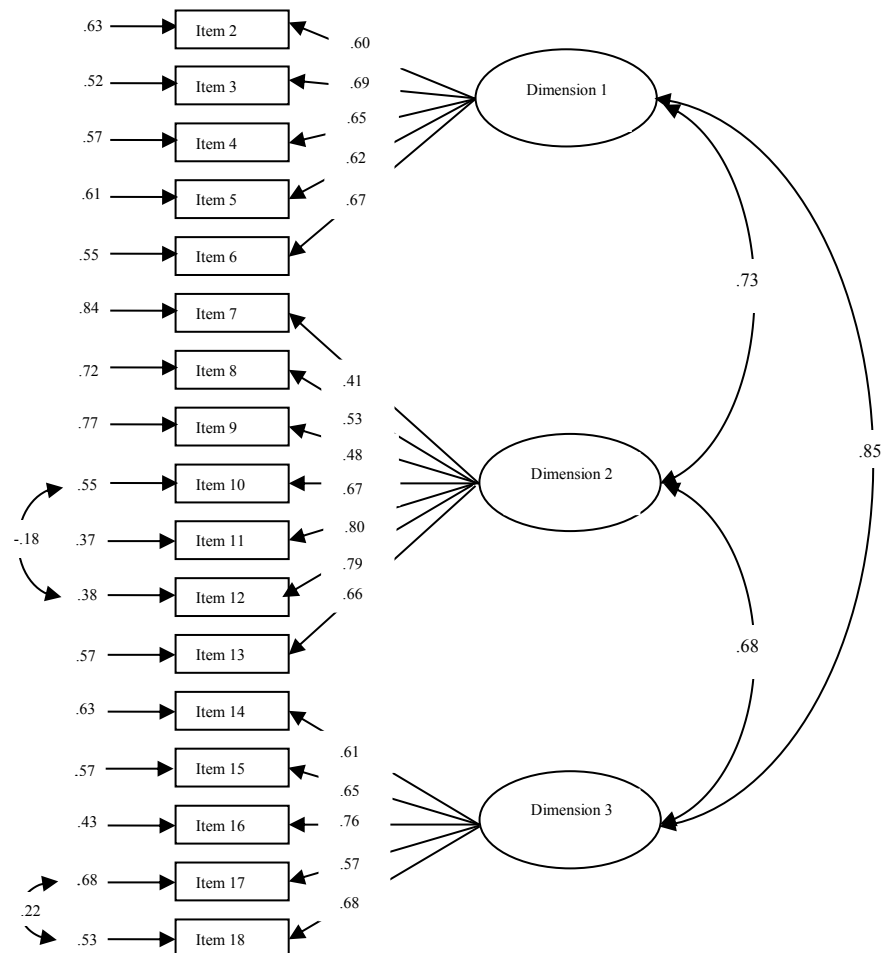 .63 Item 2 .60
.52 Item 3 .69 Dimension 1
.57 Item 4 .65
.62
.61 Item 5 .67
.55 Item 6
.73
.84 Item 7
.72 Item 8 .41
.77 Item 9 .53
.48 .85
.55 Item 10 .67 Dimension 2
-.18 .37 Item 11 .80
.79
.38 Item 12 .66
.57 Item 13 .68
.63 Item 14
.61
.57 Item 15 .65
.43 Item 16 .76 Dimension 3
.57
.68 Item 17 .68
.22
.53 Item 18